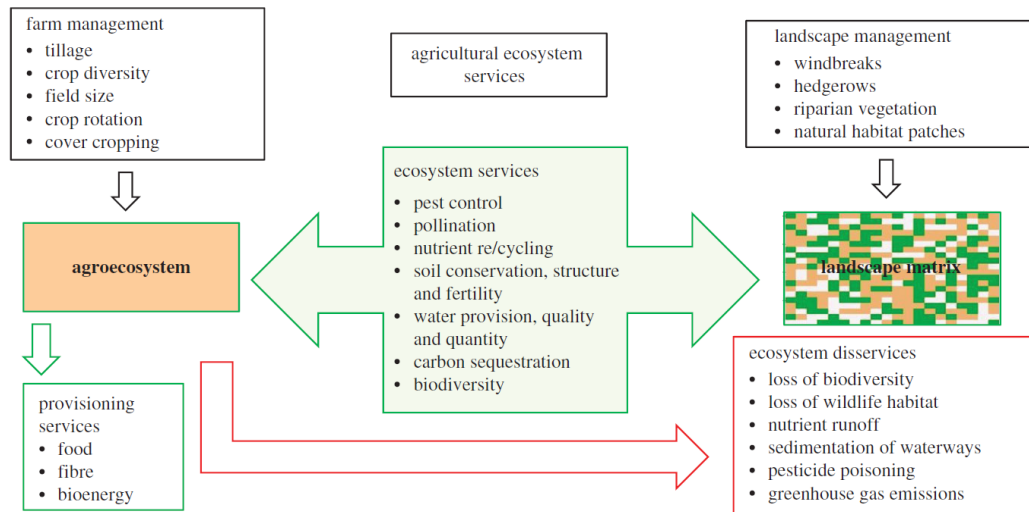 farm management
• tillage
• crop diversity
• field size
• crop rotation
• cover cropping
agricultural ecosystem
services
landscape management
• windbreaks
• hedgerows
• riparian vegetation
• natural habitat patches
agroecosystem
ecosystem services
• pest control
• pollination
• nutrient re/cycling
• soil conservation, structure
and fertility
• water provision, quality
and quantity
• carbon sequestration
• biodiversity
landscape matrix
provisioning
services
• food
• fibre
• bioenergy
ecosystem disservices
• loss of biodiversity
• loss of wildlife habitat
• nutrient runoff
• sedimentation of waterways
• pesticide poisoning
• greenhouse gas emissions